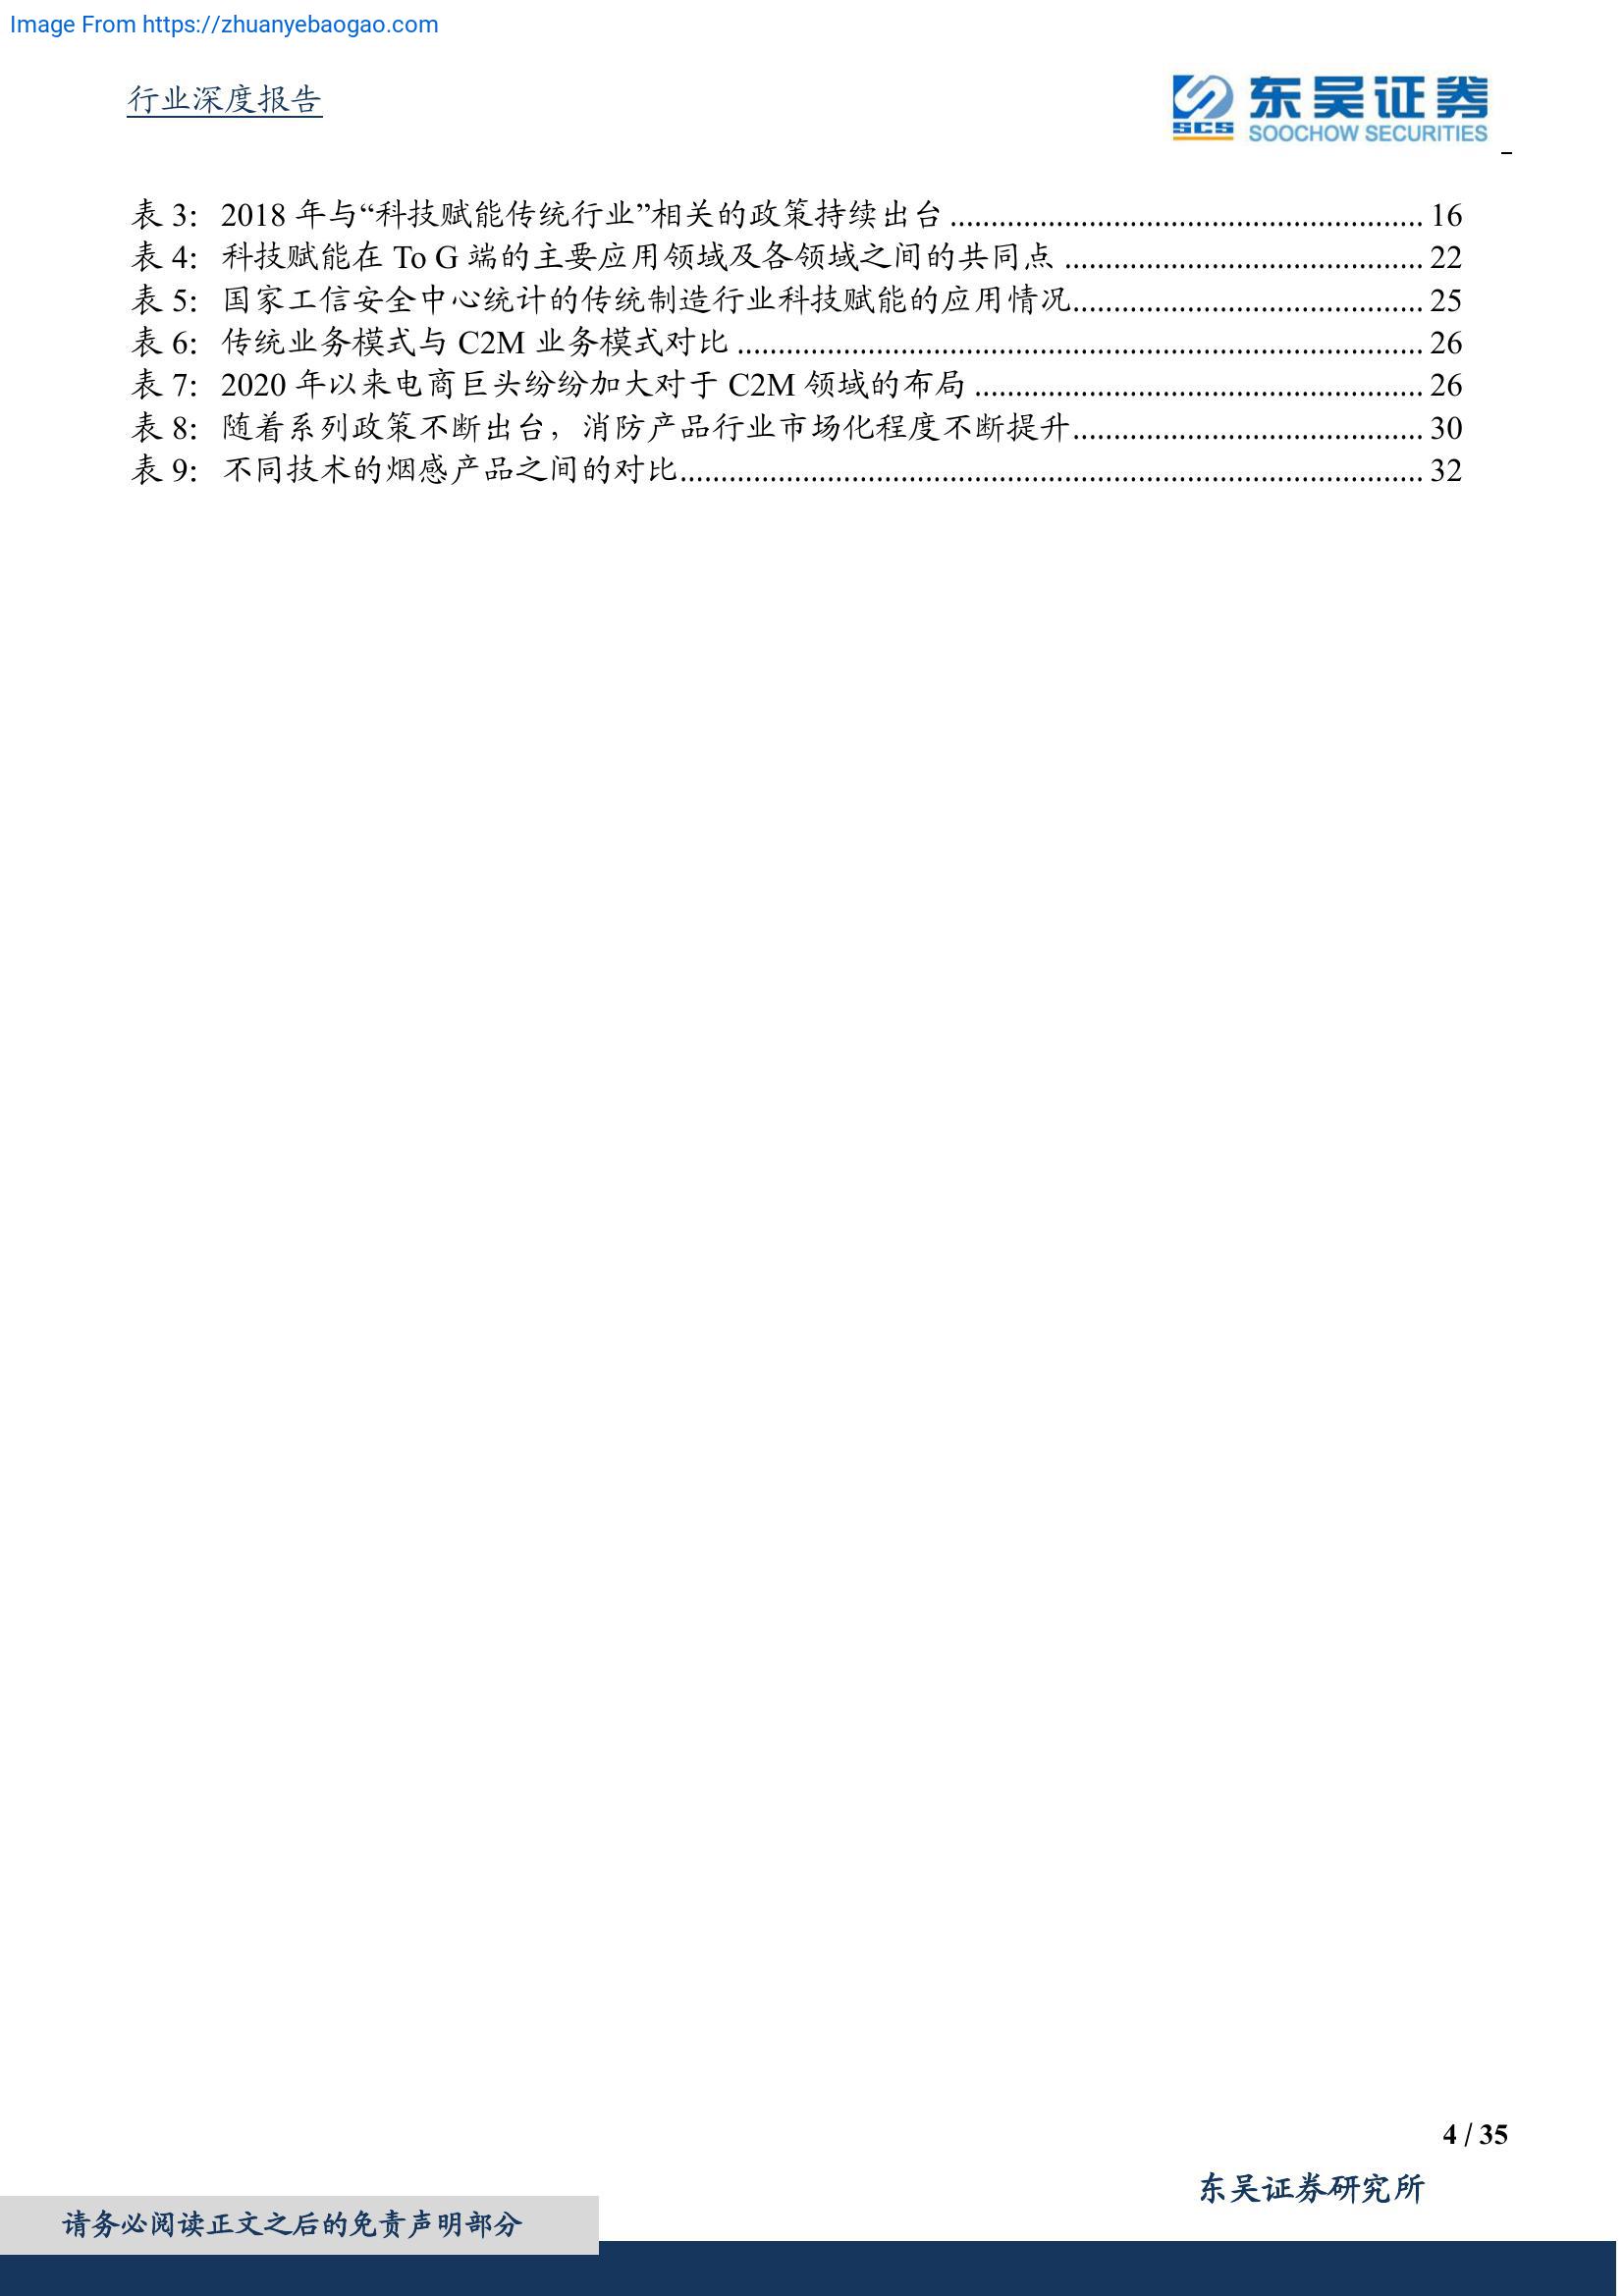 Image From https://zhuanyebaogao.com
行业深度报告
东吴证券
SCS SOOCHOW SECURITIES
表 3： 2018 年与“科技赋能传统行业”相关的政策持续出台 .......................................................... 16
表 4： 科技赋能在 To G 端的主要应用领域及各领域之间的共同点 ............................................ 22
表 5： 国家工信安全中心统计的传统制造行业科技赋能的应用情况........................................... 25
表 6： 传统业务模式与 C2M 业务模式对比 .................................................................................... 26
表 7： 2020 年以来电商巨头纷纷加大对于 C2M 领域的布局 ....................................................... 26
表 8： 随着系列政策不断出台，消防产品行业市场化程度不断提升........................................... 30
表 9： 不同技术的烟感产品之间的对比........................................................................................... 32
4 / 35
东吴证券研究所
请务必阅读正文之后的免责声明部分